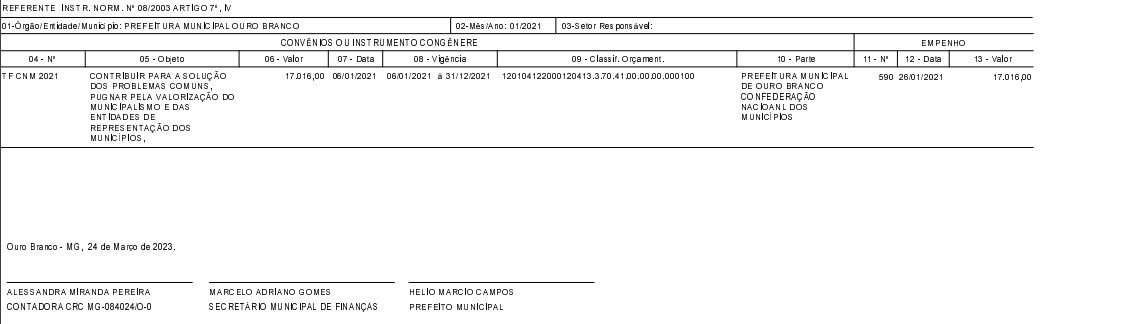 REFERENTE INSTR. NORM. Nº 08/2003 ARTIGO 7º, IV
01-Órgão/Entidade/Município: PREFEITURA MUNICIPAL OURO BRANCO 02-Mês/Ano: 01/2021 03-Setor Responsável:
CONVÊNIOS OU INSTRUMENTO CONGÊNERE EMPENHO
04 - Nº 05 - Objeto 06 - Valor 07 - Data 08 - Vigência 09 - Classif. Orçament. 10 - Parte 11 - Nº 12 - Data 13 - Valor
TFCNM 2021 CONTRIBUIR PARA A SOLUÇÃO 17.016,00 06/01/2021 06/01/2021 à 31/12/2021 1201041220001204133.70.41.00.00.00.000100 PREFEITURA MUNICIPAL 590 26/01/2021 17.016,00
DOS PROBLEMAS COMUNS, DE OURO BRANCO
PUGNAR PELA VALORIZAÇÃO DO CONFEDERAÇÃO
MUNICIPALISMO E DAS NACIOANL DOS
ENTIDADES DE MUNICÍPIOS
REPRESENTAÇÃO DOS
MUNICÍPIOS,
Ouro Branco - MG, 24 de Março de 2023.
ALESSANDRA MIRANDA PEREIRA MARCELO ADRIANO GOMES HELIO MARCIO CAMPOS
CONTADORA CRC MG-084024/O-0 SECRETÁRIO MUNICIPAL DE FINANÇAS PREFEITO MUNICIPAL